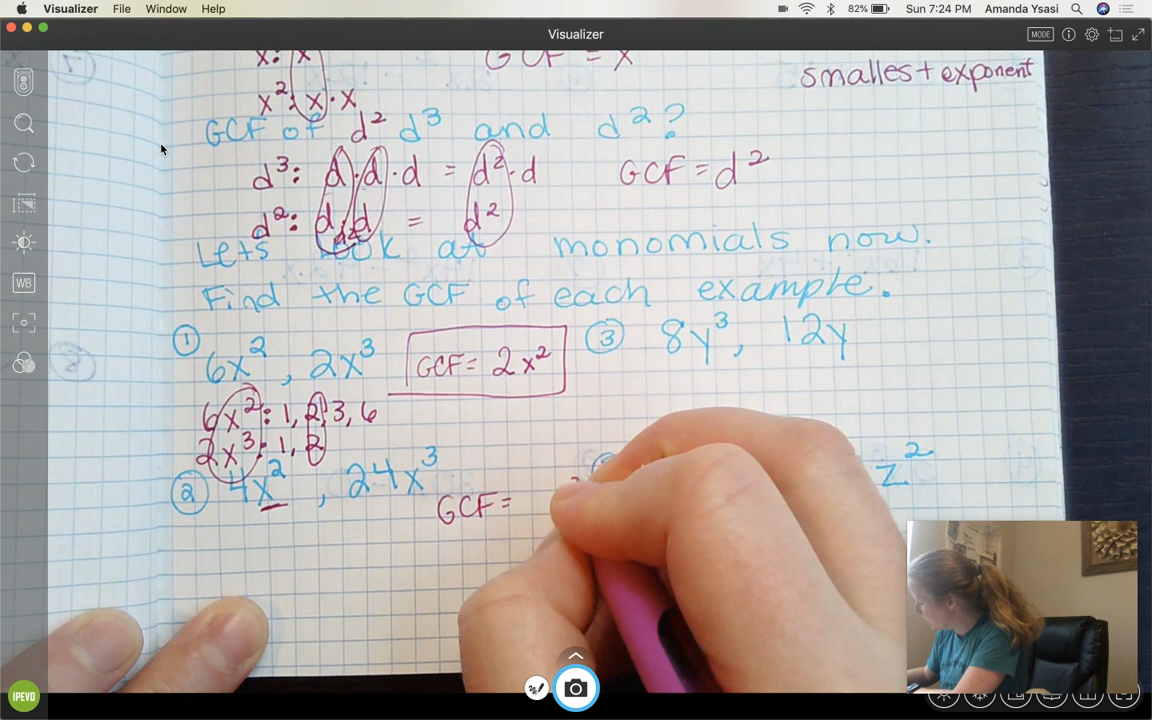 Visualizer File Window Help 82% Sun 7:24 PM Amanda Ysasi
Visualizer
MODE
x: x
GCF = x
smallest exponent
x²: x · x
GCF of d² d³ and d²?
d³: d · d · d = d² · d GCF = d²
d²: d · d = d²
Lets look at monomials now.
Find the GCF of each example.
① 6x², 2x³ GCF = 2x²
③ 8y³, 12y
6x²: 1, 2, 3, 6
2x³: 1, 2
② 4x², 24x³
GCF =
z²
WB
IPEVO